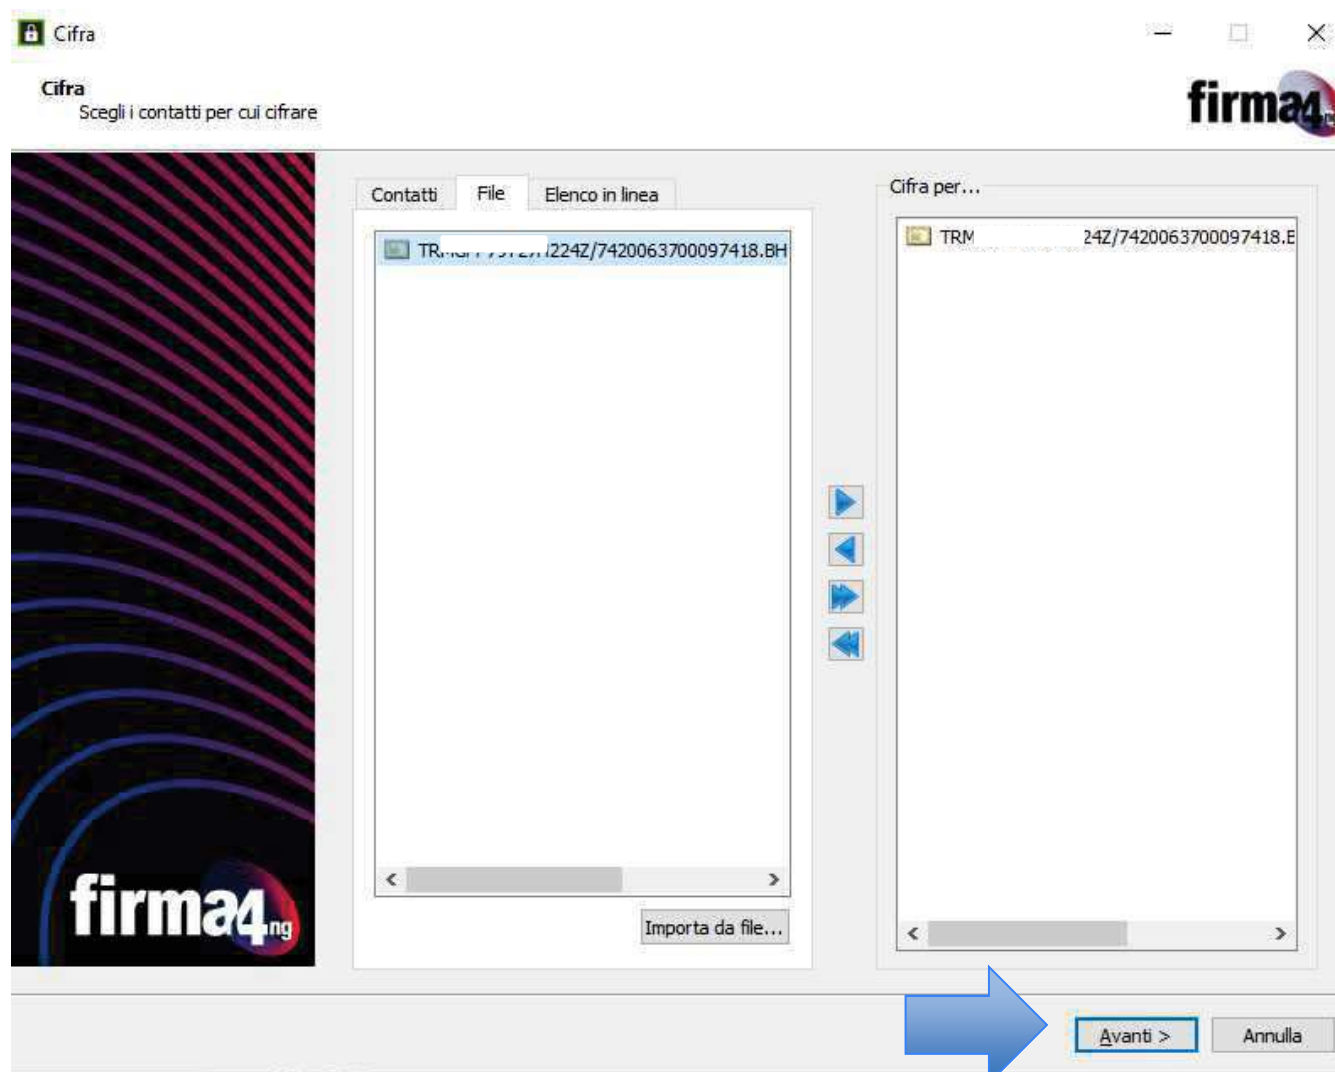 Cifra
Cifra
Scegli i contatti per cui cifrare
firma4
Contatti
File
Elenco in linea
Cifra per...
224Z/7420063700097418.BH
TRM 24Z/7420063700097418.E
Importa da file...
firma4ng
Avanti >
Annulla